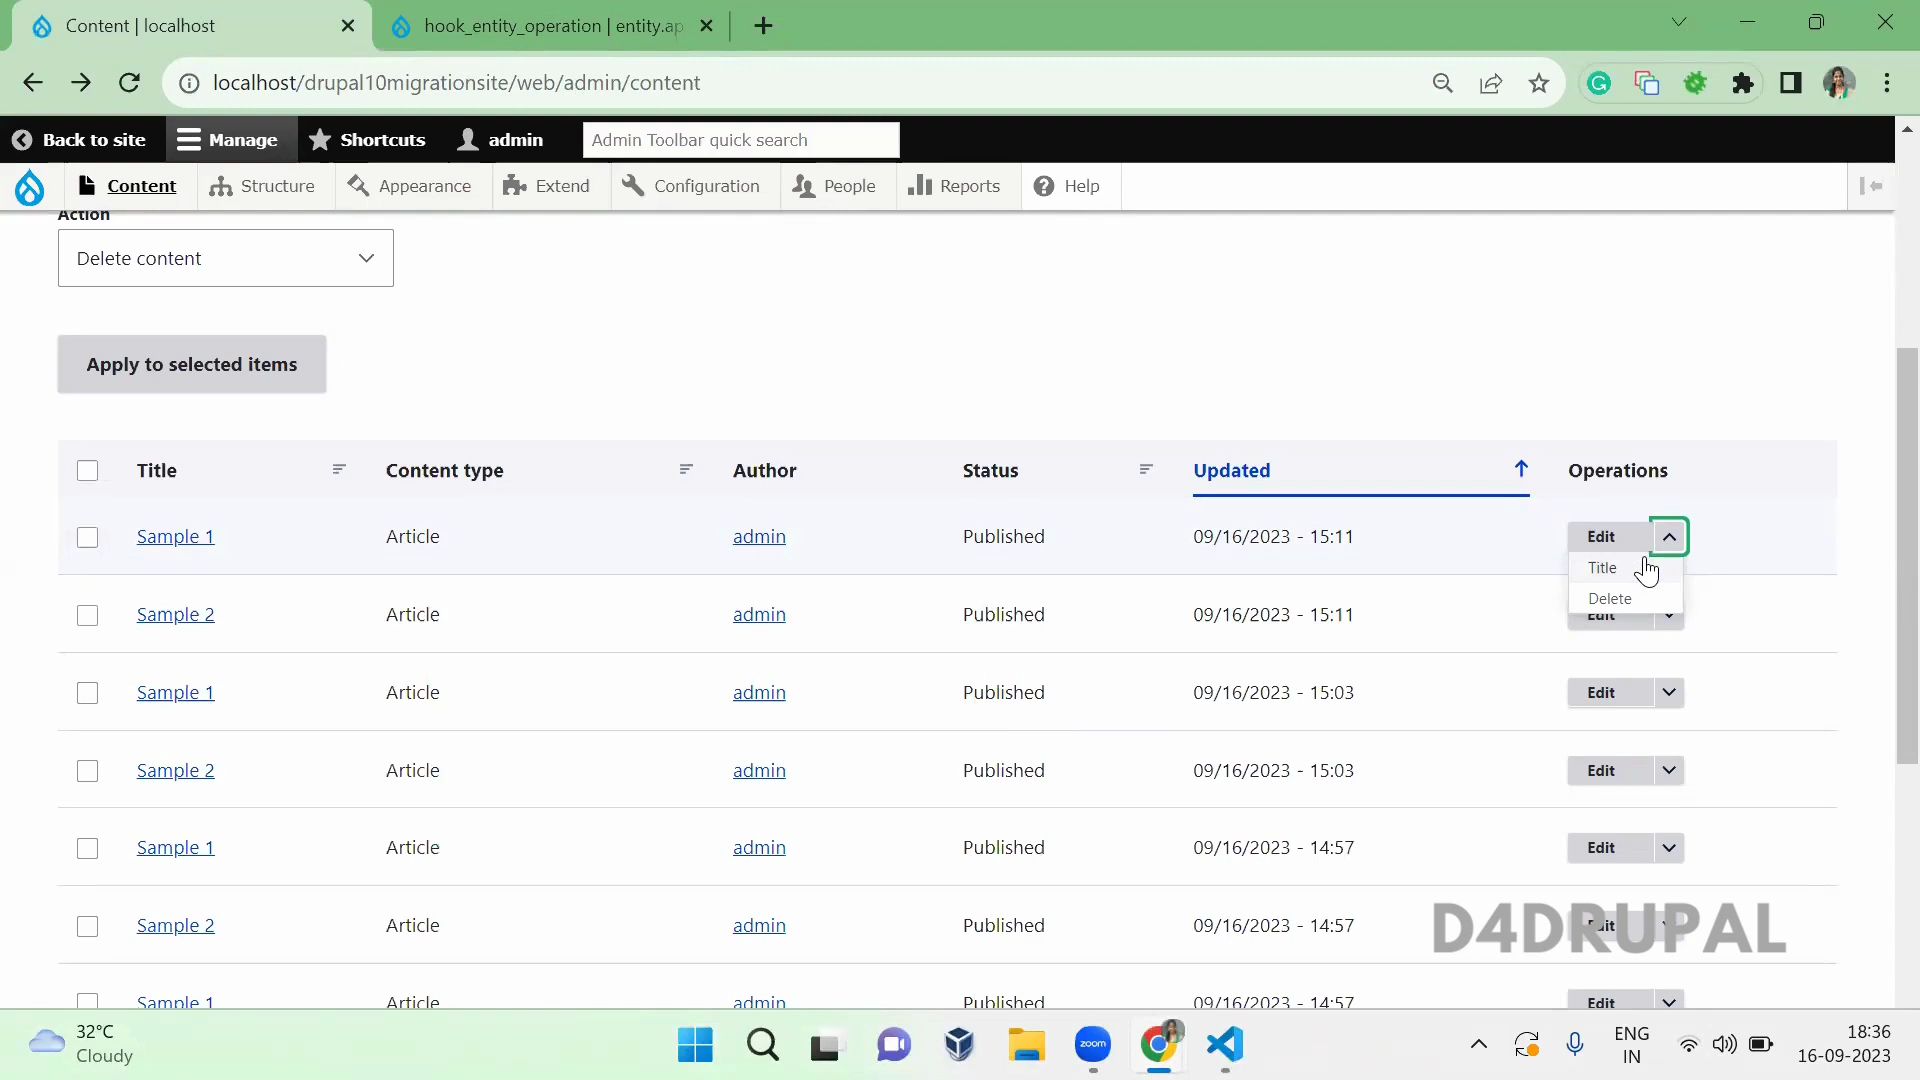 Content | localhost
hook_entity_operation | entity.ap
localhost/drupal10migrationsite/web/admin/content
Back to site Manage Shortcuts admin Admin Toolbar quick search
Content Structure Appearance Extend Configuration People Reports Help
Action
Delete content
Apply to selected items
Title Content type Author Status Updated Operations
Sample 1 Article admin Published 09/16/2023 - 15:11 Edit
Title
Delete
Sample 2 Article admin Published 09/16/2023 - 15:11 Edit
Sample 1 Article admin Published 09/16/2023 - 15:03 Edit
Sample 2 Article admin Published 09/16/2023 - 15:03 Edit
Sample 1 Article admin Published 09/16/2023 - 14:57 Edit
Sample 2 Article admin Published 09/16/2023 - 14:57 Edit
D4DRUPAL
Sample 1 Article admin Published 09/16/2023 - 14:57 Edit
32°C
Cloudy
zoom
ENG
IN
18:36
16-09-2023